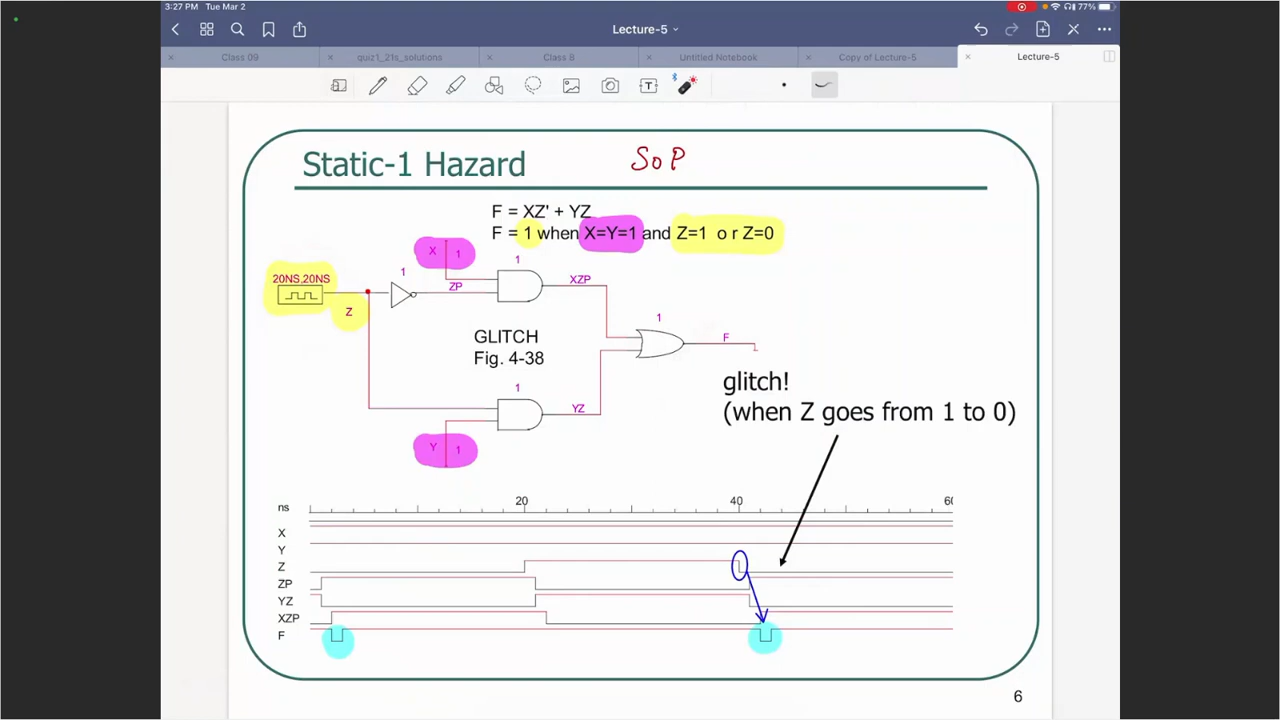 3:27 PM Tue Mar 2
77%
Lecture-5
Class 09
quiz1_21s_solutions
Class 8
Untitled Notebook
Copy of Lecture-5
Lecture-5
Static-1 Hazard
SOP
F = XZ' + YZ
F = 1 when X=Y=1 and Z=1 o r Z=0
X 1
1
20NS,20NS
1
ZP
XZP
Z
1
F
GLITCH
Fig. 4-38
glitch!
(when Z goes from 1 to 0)
1
YZ
Y 1
ns
20
40
60
X
Y
Z
ZP
YZ
XZP
F
6